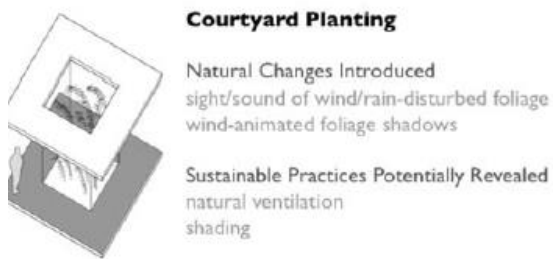 Courtyard Planting
Natural Changes Introduced
sight/sound of wind/rain-disturbed foliage
wind-animated foliage shadows
Sustainable Practices Potentially Revealed
natural ventilation
shading